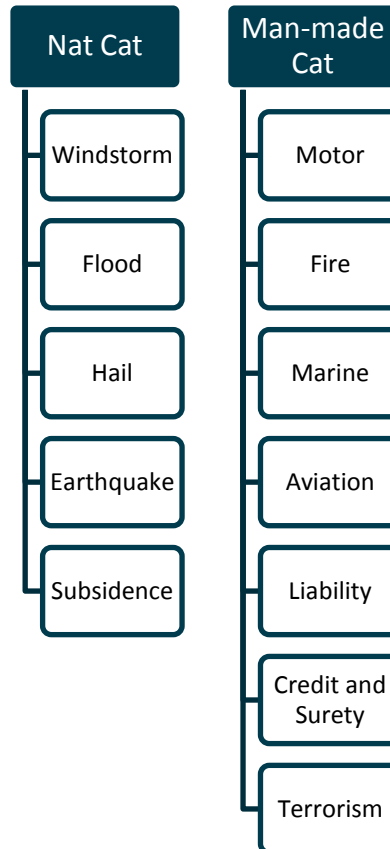 Nat Cat
Windstorm
Flood
Hail
Earthquake
Subsidence
Man-made
Cat
Motor
Fire
Marine
Aviation
Liability
Credit and
Surety
Terrorism